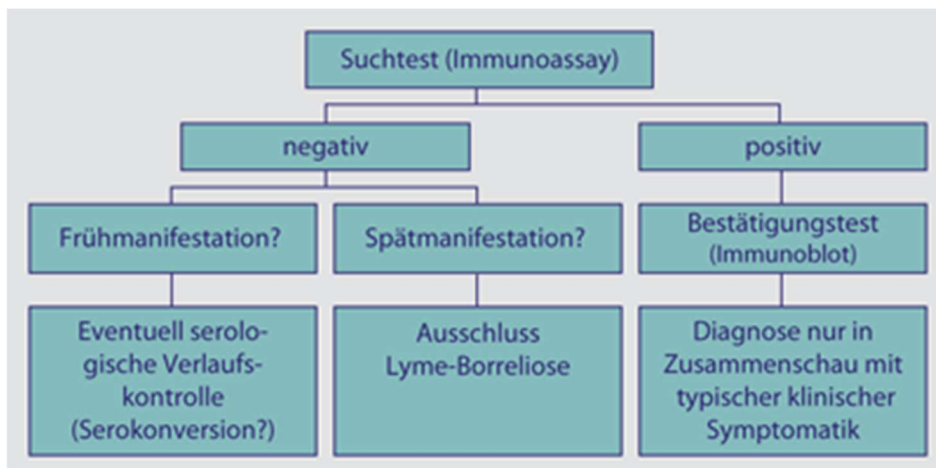 Suchtest (Immunoassay)
negativ
positiv
Frühmanifestation?
Spätmanifestation?
Bestätigungstest
(Immunoblot)
Eventuell serolo-
gische Verlaufs-
kontrolle
(Serokonversion?)
Ausschluss
Lyme-Borreliose
Diagnose nur in
Zusammenschau mit
typischer klinischer
Symptomatik